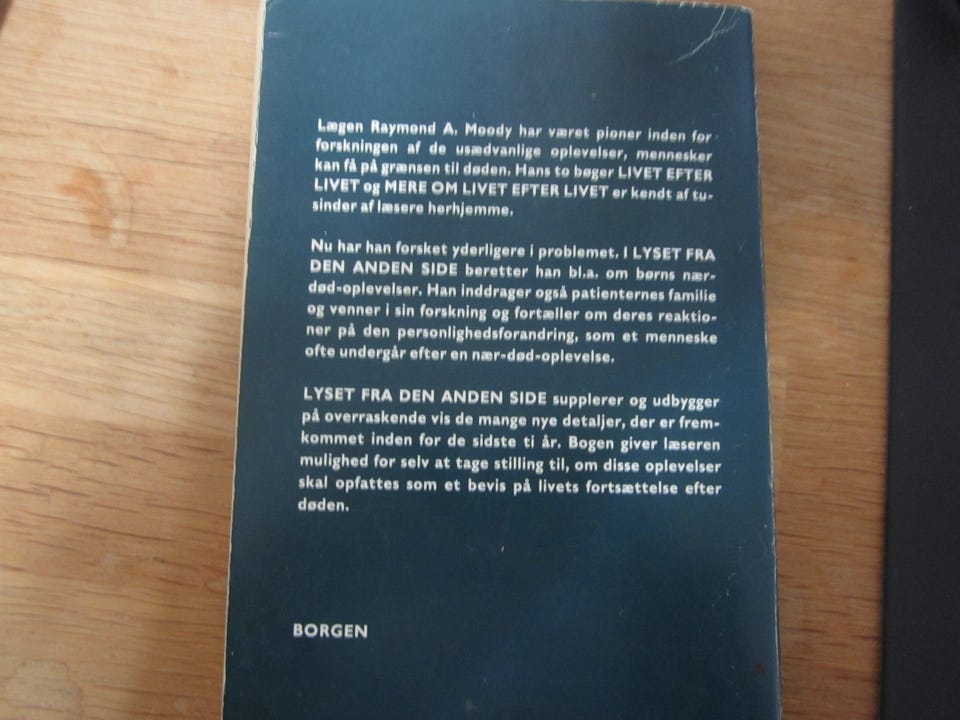 Lægen Raymond A. Moody har været pioner inden for
forskningen af de usædvanlige oplevelser, mennesker
kan få på grænsen til døden. Hans to bøger LIVET EFTER
LIVET og MERE OM LIVET EFTER LIVET er kendt af tu-
sinder af læsere herhjemme.
Nu har han forsket yderligere i problemet. I LYSET FRA
DEN ANDEN SIDE beretter han bl.a. om børns nær-
død-oplevelser. Han inddrager også patienternes familie
og venner i sin forskning og fortæller om deres reaktio-
ner på den personlighedsforandring, som et menneske
ofte undergår efter en nær-død-oplevelse.
LYSET FRA DEN ANDEN SIDE supplerer og udbygger
på overraskende vis de mange nye detaljer, der er frem-
kommet inden for de sidste ti år. Bogen giver læseren
mulighed for selv at tage stilling til, om disse oplevelser
skal opfattes som et bevis på livets fortsættelse efter
døden.
BORGEN